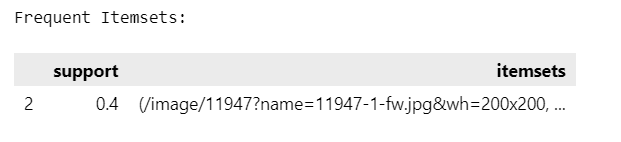 Frequent Itemsets:
support itemsets
2 0.4 (/image/11947?name=11947-1-fw.jpg&wh=200x200, ...